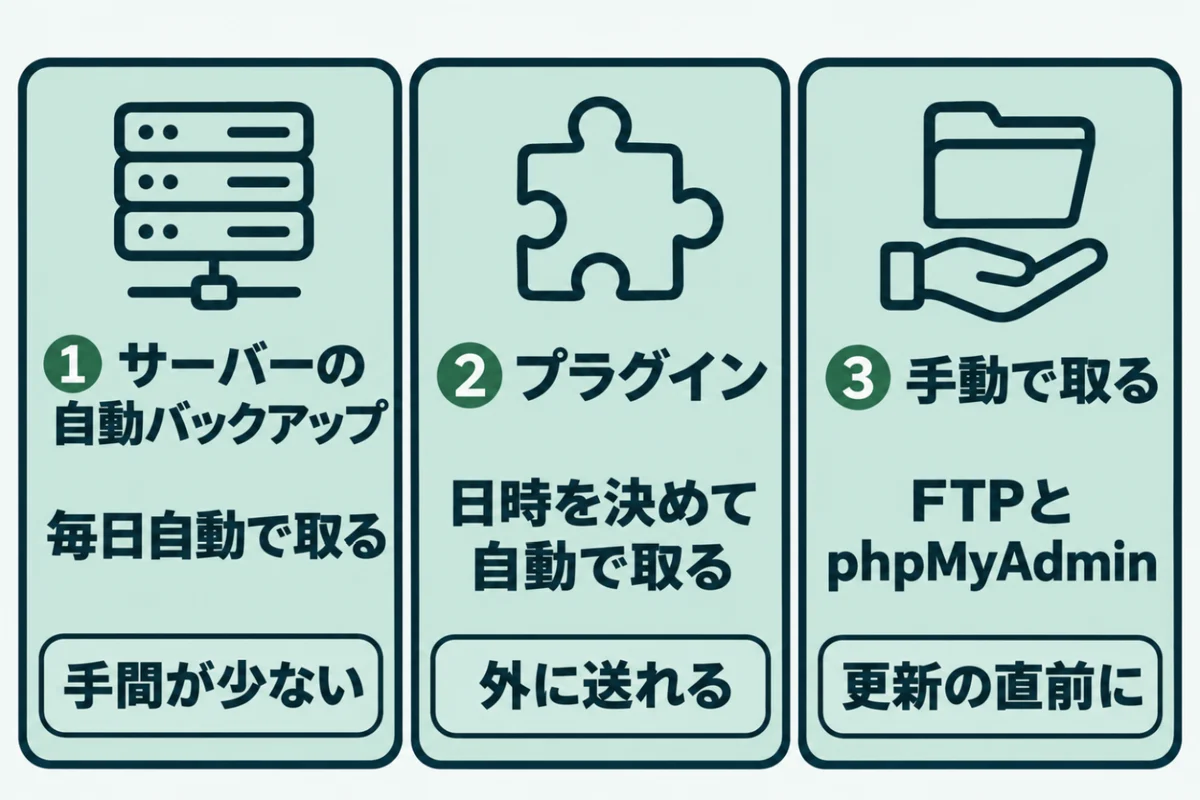 1 サーバーの
自動バックアップ
毎日自動で取る
手間が少ない
2 プラグイン
日時を決めて
自動で取る
外に送れる
3 手動で取る
FTPと
phpMyAdmin
更新の直前に